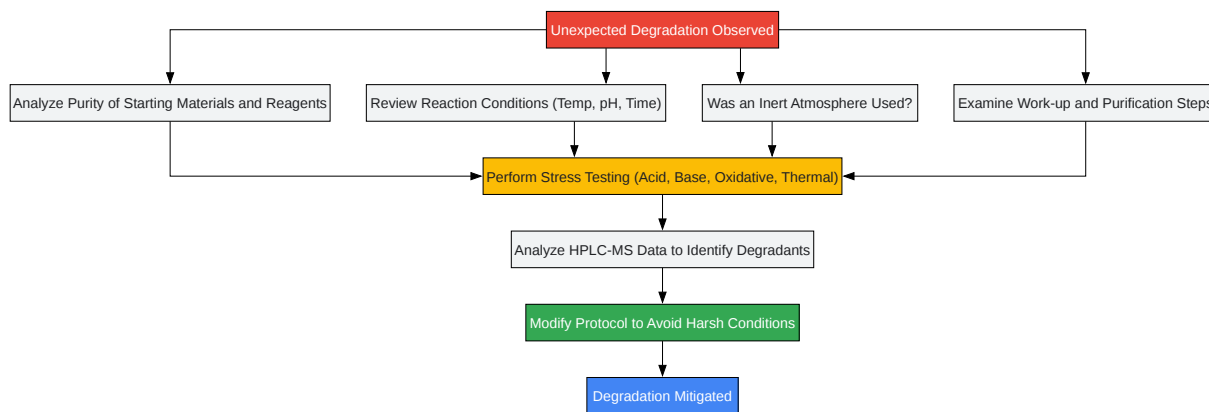 Unexpected Degradation Observed
Analyze Purity of Starting Materials and Reagents
Review Reaction Conditions (Temp, pH, Time)
Was an Inert Atmosphere Used?
Examine Work-up and Purification Steps
Perform Stress Testing (Acid, Base, Oxidative, Thermal)
Analyze HPLC-MS Data to Identify Degradants
Modify Protocol to Avoid Harsh Conditions
Degradation Mitigated